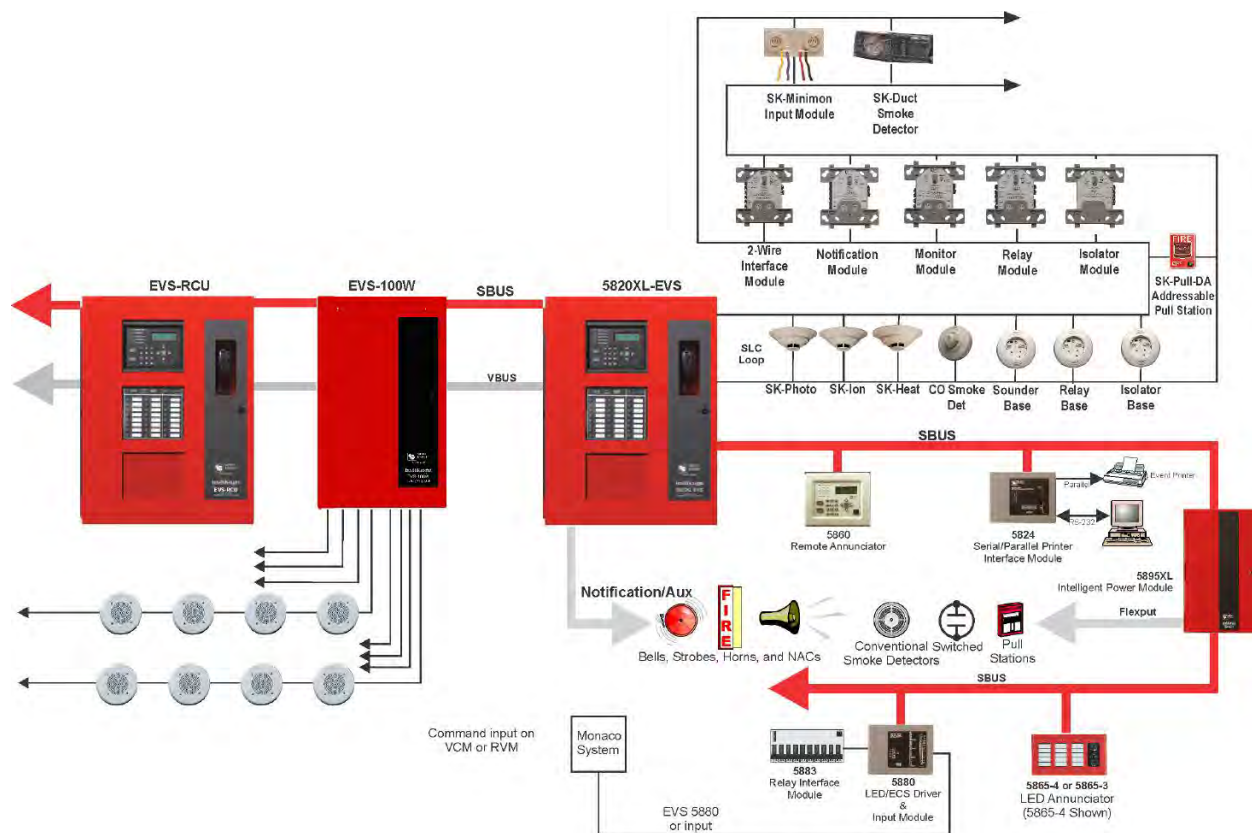 SK-Minimon
Input Module
SK-Duct
Smoke
Detector
2-Wire
Interface
Module
Notification
Module
Monitor
Module
Relay
Module
Isolator
Module
FIRE
SK-Pull-DA
Addressable
Pull Station
EVS-RCU
EVS-100W
SBUS
5820XL-EVS
VBUS
SLC
Loop
SK-Photo
SK-Ion
SK-Heat
CO Smoke
Det
Sounder
Base
Relay
Base
Isolator
Base
EVS-RCU
SBUS
5860
Remote Annunciator
5824
Serial/Parallel Printer
Interface Module
Parallel
Event Printer
RS-232
5895XL
Intelligent Power Module
Flexput
Notification/Aux
FIRE
Bells, Strobes, Horns, and NACs
Conventional
Smoke Detectors
Switched
Pull
Stations
SBUS
Command input on
VCM or RVM
Monaco
System
5883
Relay Interface
Module
5880
LED/ECS Driver
&
Input Module
5865-4 or 5865-3
LED Annunciator
(5865-4 Shown)
EVS 5880
or input